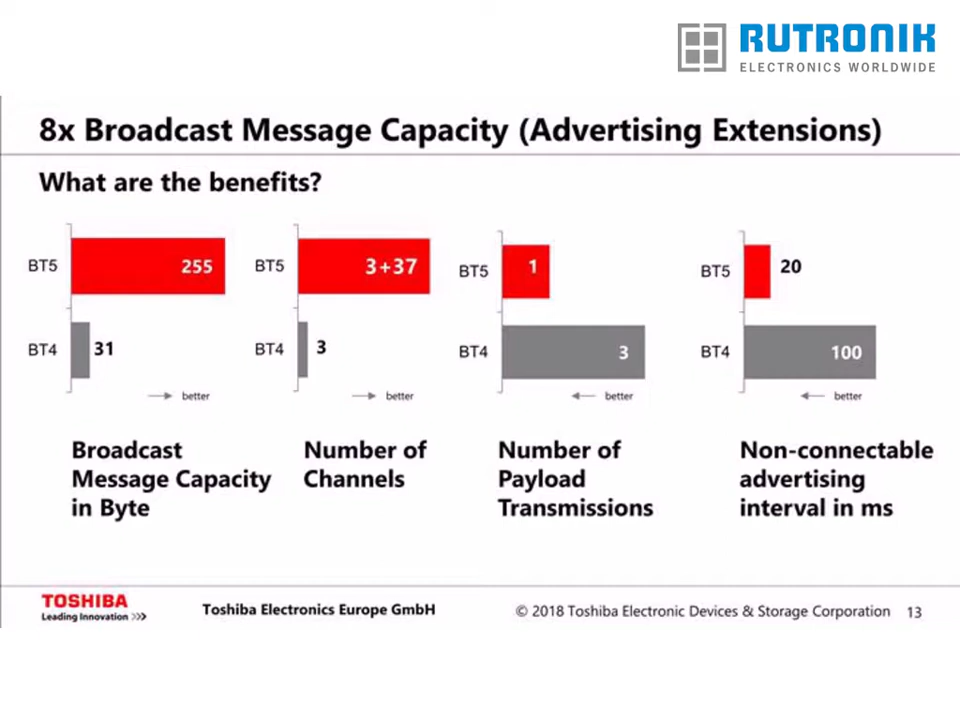 RUTRONIK
ELECTRONICS WORLDWIDE
8x Broadcast Message Capacity (Advertising Extensions)
What are the benefits?
BT5
255
BT4
31
better
Broadcast
Message Capacity
in Byte
BT5
3+37
BT4
3
better
Number of
Channels
BT5
1
BT4
3
better
Number of
Payload
Transmissions
BT5
20
BT4
100
better
Non-connectable
advertising
interval in ms
TOSHIBA
Leading Innovation >>>
Toshiba Electronics Europe GmbH
© 2018 Toshiba Electronic Devices & Storage Corporation 13